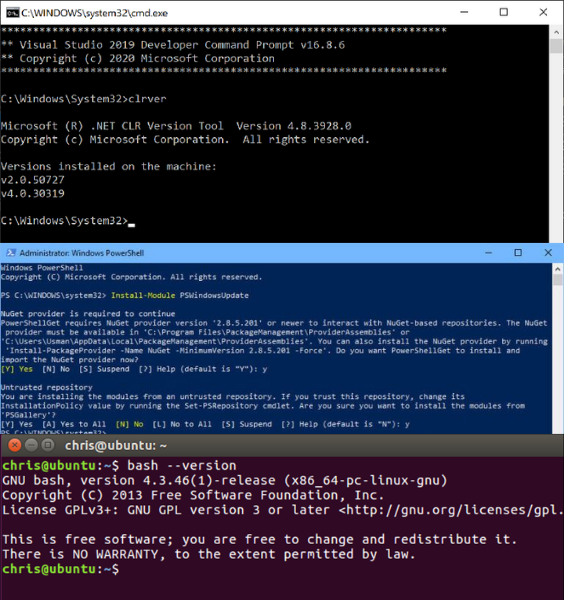 C:\WINDOWS\system32\cmd.exe
**********************************************************************
** Visual Studio 2019 Developer Command Prompt v16.8.6
** Copyright (c) 2020 Microsoft Corporation
**********************************************************************
C:\Windows\System32>clrver
Microsoft (R) .NET CLR Version Tool  Version 4.8.3928.0
Copyright (c) Microsoft Corporation.  All rights reserved.
Versions installed on the machine:
v2.0.50727
v4.0.30319
C:\Windows\System32>_
Administrator: Windows PowerShell
Windows PowerShell
Copyright (C) Microsoft Corporation. All rights reserved.
PS C:\WINDOWS\system32> Install-Module PSWindowsUpdate
NuGet provider is required to continue
PowerShellGet requires NuGet provider version '2.8.5.201' or newer to interact with NuGet-based repositories. The NuGet
provider must be available in 'C:\Program Files\PackageManagement\ProviderAssemblies' or
'C:\Users\Usman\AppData\Local\PackageManagement\ProviderAssemblies'. You can also install the NuGet provider by running
'Install-PackageProvider -Name NuGet -MinimumVersion 2.8.5.201 -Force'. Do you want PowerShellGet to install and
import the NuGet provider now?
[Y] Yes  [N] No  [S] Suspend  [?] Help (default is "Y"): y
Untrusted repository
You are installing the modules from an untrusted repository. If you trust this repository, change its
InstallationPolicy value by running the Set-PSRepository cmdlet. Are you sure you want to install the modules from
'PSGallery'?
[Y] Yes  [A] Yes to All  [N] No  [L] No to All  [S] Suspend  [?] Help (default is "N"): y
PS C:\WINDOWS\system32>
chris@ubuntu: ~
chris@ubuntu:~$ bash --version
GNU bash, version 4.3.46(1)-release (x86_64-pc-linux-gnu)
Copyright (C) 2013 Free Software Foundation, Inc.
License GPLv3+: GNU GPL version 3 or later <http://gnu.org/licenses/gpl.
This is free software; you are free to change and redistribute it.
There is NO WARRANTY, to the extent permitted by law.
chris@ubuntu:~$